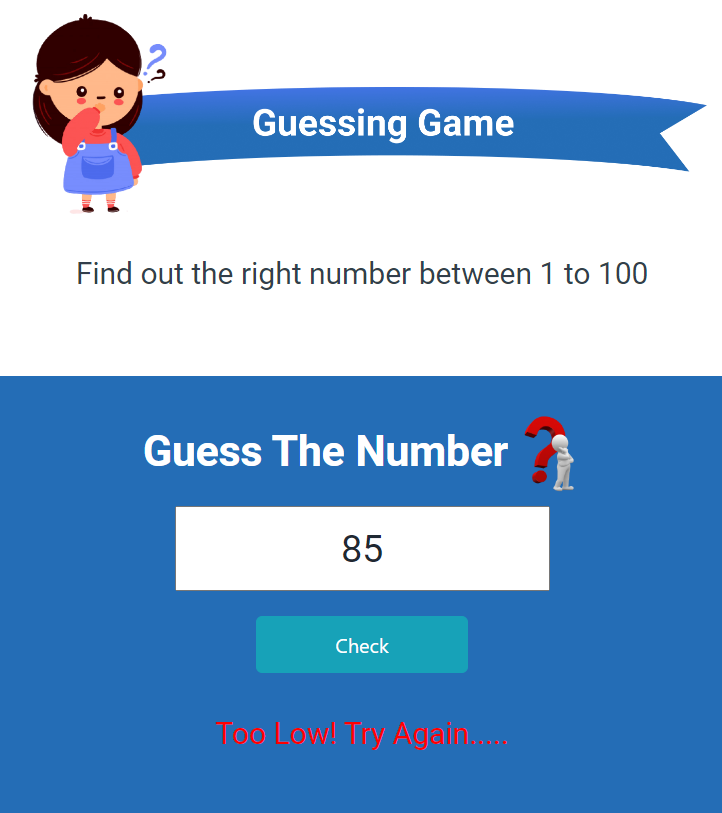 Guessing Game
Find out the right number between 1 to 100
Guess The Number
85
Check
Too Low! Try Again.....